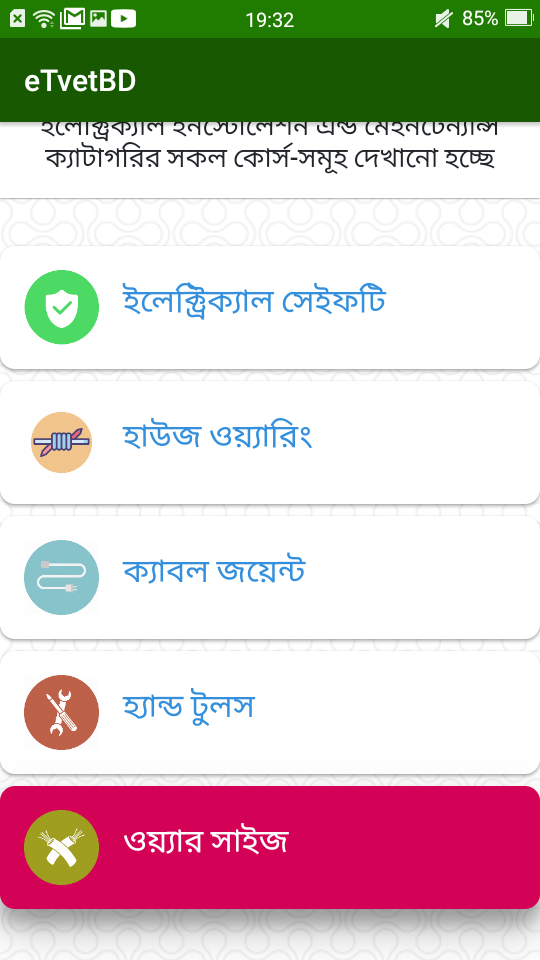 19:32
85%
eTvetBD
ইলেক্ট্রিক্যাল ইনস্টোলেশন এন্ড মেইনটেন্যান্স
ক্যাটাগরির সকল কোর্স-সমূহ দেখানো হচ্ছে
ইলেক্ট্রিক্যাল সেইফটি
হাউজ ওয়্যারিং
ক্যাবল জয়েন্ট
হ্যান্ড টুলস
ওয়্যার সাইজ